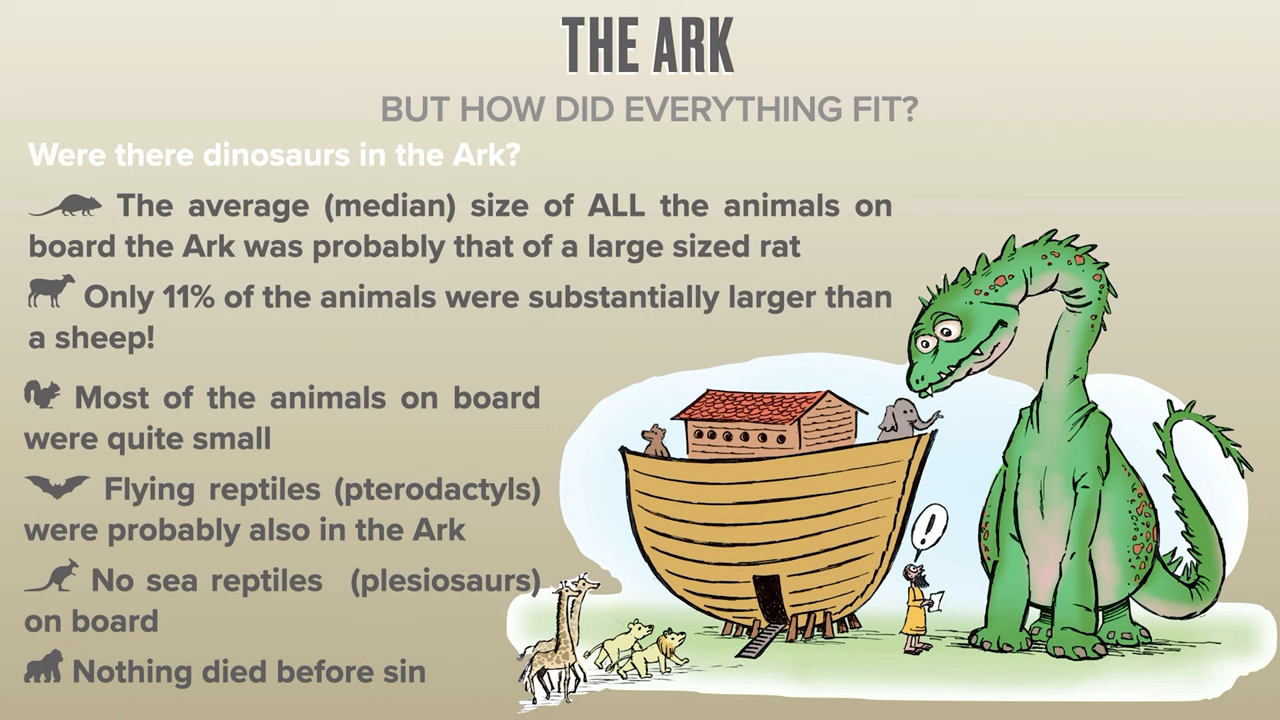 THE ARK
BUT HOW DID EVERYTHING FIT?
Were there dinosaurs in the Ark?
The average (median) size of ALL the animals on
board the Ark was probably that of a large sized rat
Only 11% of the animals were substantially larger than
a sheep!
Most of the animals on board
were quite small
Flying reptiles (pterodactyls)
were probably also in the Ark
No sea reptiles (plesiosaurs)
on board
Nothing died before sin
!